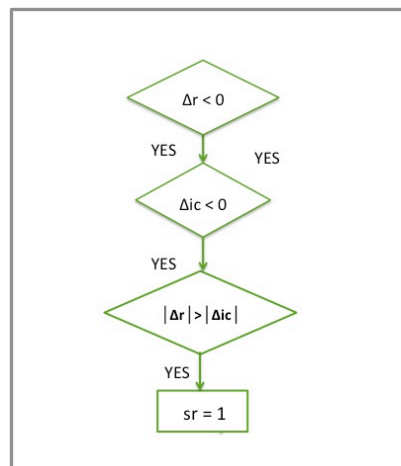 Δr < 0
YES YES
Δic < 0
YES
|Δr|>|Δic|
YES
sr = 1